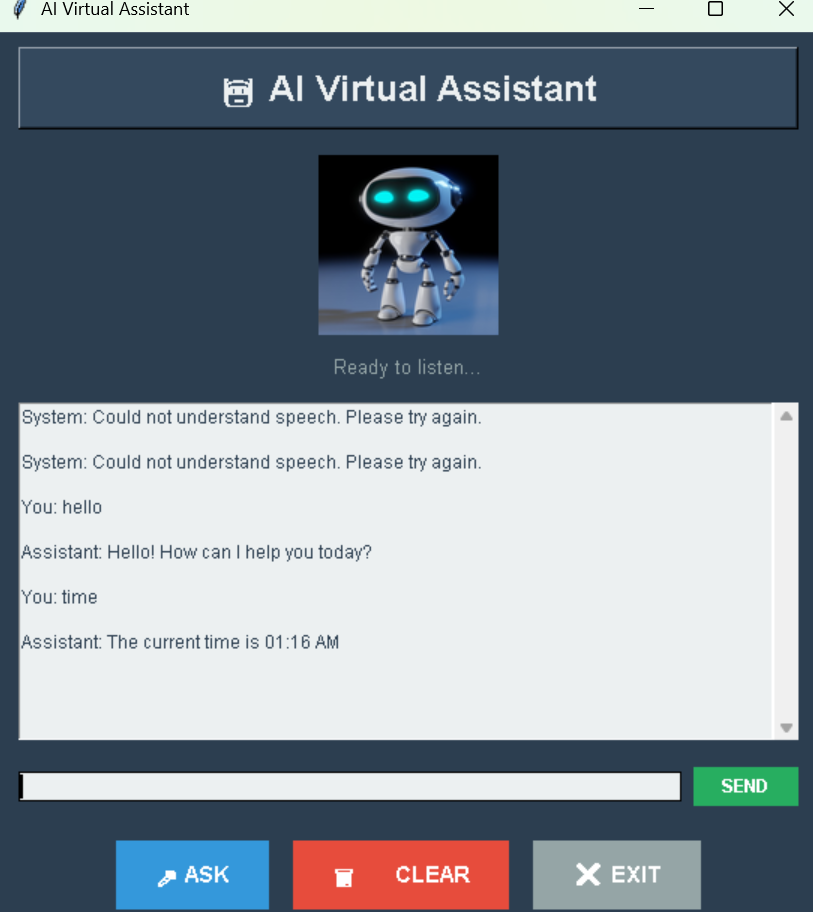 AI Virtual Assistant
AI Virtual Assistant
Ready to listen...
System: Could not understand speech. Please try again.
System: Could not understand speech. Please try again.
You: hello
Assistant: Hello! How can I help you today?
You: time
Assistant: The current time is 01:16 AM
SEND
ASK
CLEAR
EXIT